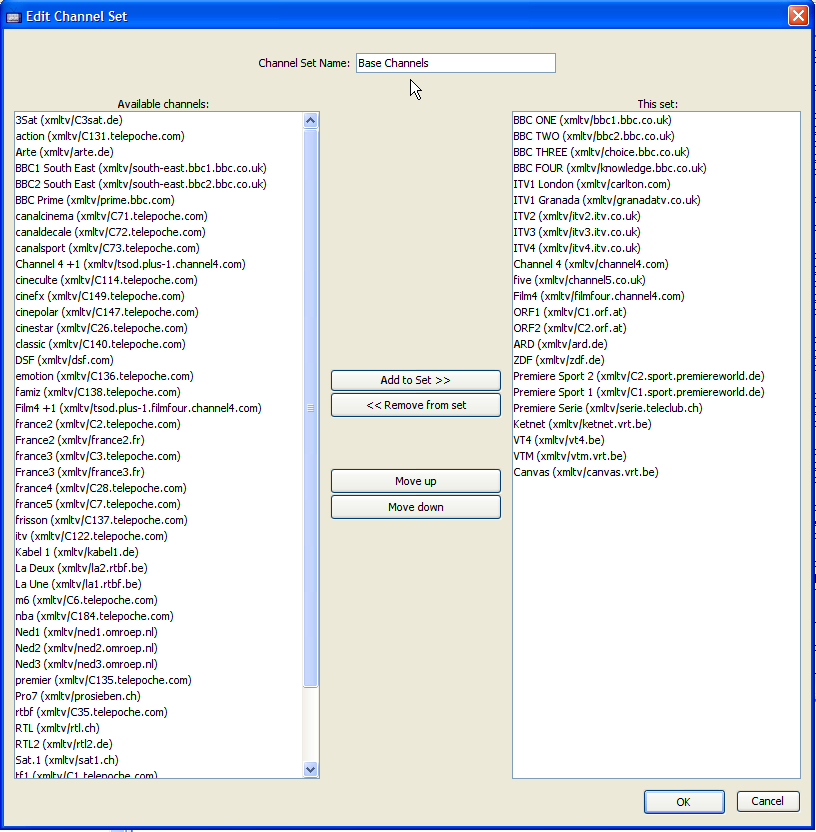 Edit Channel Set
Channel Set Name: Base Channels
Available channels:
3Sat (xmltv/C3sat.de)
action (xmltv/C131.telepoche.com)
Arte (xmltv/arte.de)
BBC1 South East (xmltv/south-east.bbc1.bbc.co.uk)
BBC2 South East (xmltv/south-east.bbc2.bbc.co.uk)
BBC Prime (xmltv/prime.bbc.com)
canalcinema (xmltv/C71.telepoche.com)
canaldecale (xmltv/C72.telepoche.com)
canalsport (xmltv/C73.telepoche.com)
Channel 4 +1 (xmltv/tsod.plus-1.channel4.com)
cineculte (xmltv/C114.telepoche.com)
cinefx (xmltv/C149.telepoche.com)
cinepolar (xmltv/C147.telepoche.com)
cinestar (xmltv/C26.telepoche.com)
classic (xmltv/C140.telepoche.com)
DSF (xmltv/dsf.com)
emotion (xmltv/C136.telepoche.com)
famiz (xmltv/C138.telepoche.com)
Film4 +1 (xmltv/tsod.plus-1.filmfour.channel4.com)
france2 (xmltv/C2.telepoche.com)
France2 (xmltv/france2.fr)
france3 (xmltv/C3.telepoche.com)
France3 (xmltv/france3.fr)
france4 (xmltv/C28.telepoche.com)
france5 (xmltv/C7.telepoche.com)
frisson (xmltv/C137.telepoche.com)
itv (xmltv/C122.telepoche.com)
Kabel 1 (xmltv/kabel1.de)
La Deux (xmltv/la2.rtbf.be)
La Une (xmltv/la1.rtbf.be)
m6 (xmltv/C6.telepoche.com)
nba (xmltv/C184.telepoche.com)
Ned1 (xmltv/ned1.omroep.nl)
Ned2 (xmltv/ned2.omroep.nl)
Ned3 (xmltv/ned3.omroep.nl)
premier (xmltv/C135.telepoche.com)
Pro7 (xmltv/prosieben.ch)
rtbf (xmltv/C35.telepoche.com)
RTL (xmltv/rtl.ch)
RTL2 (xmltv/rtl2.de)
Sat.1 (xmltv/sat1.ch)
tf1 (xmltv/C1.telepoche.com)
Add to Set >>
<< Remove from set
Move up
Move down
This set:
BBC ONE (xmltv/bbc1.bbc.co.uk)
BBC TWO (xmltv/bbc2.bbc.co.uk)
BBC THREE (xmltv/choice.bbc.co.uk)
BBC FOUR (xmltv/knowledge.bbc.co.uk)
ITV1 London (xmltv/carlton.com)
ITV1 Granada (xmltv/granadatv.co.uk)
ITV2 (xmltv/itv2.itv.co.uk)
ITV3 (xmltv/itv3.itv.co.uk)
ITV4 (xmltv/itv4.itv.co.uk)
Channel 4 (xmltv/channel4.com)
five (xmltv/channel5.co.uk)
Film4 (xmltv/filmfour.channel4.com)
ORF1 (xmltv/C1.orf.at)
ORF2 (xmltv/C2.orf.at)
ARD (xmltv/ard.de)
ZDF (xmltv/zdf.de)
Premiere Sport 2 (xmltv/C2.sport.premiereworld.de)
Premiere Sport 1 (xmltv/C1.sport.premiereworld.de)
Premiere Serie (xmltv/serie.teleclub.ch)
Ketnet (xmltv/ketnet.vrt.be)
VT4 (xmltv/vt4.be)
VTM (xmltv/vtm.vrt.be)
Canvas (xmltv/canvas.vrt.be)
OK
Cancel